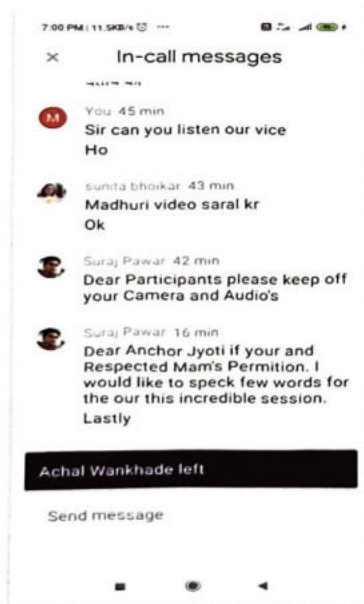 7:00 PM | 11.5KB/s
In-call messages
You 45 min
Sir can you listen our vice
Ho
sunita bhoikar 43 min
Madhuri video saral kr
Ok
Suraj Pawar 42 min
Dear Participants please keep off
your Camera and Audio's
Suraj Pawar 16 min
Dear Anchor Jyoti if your and
Respected Mam's Permition. I
would like to speck few words for
the our this incredible session.
Lastly
Achal Wankhade left
Send message